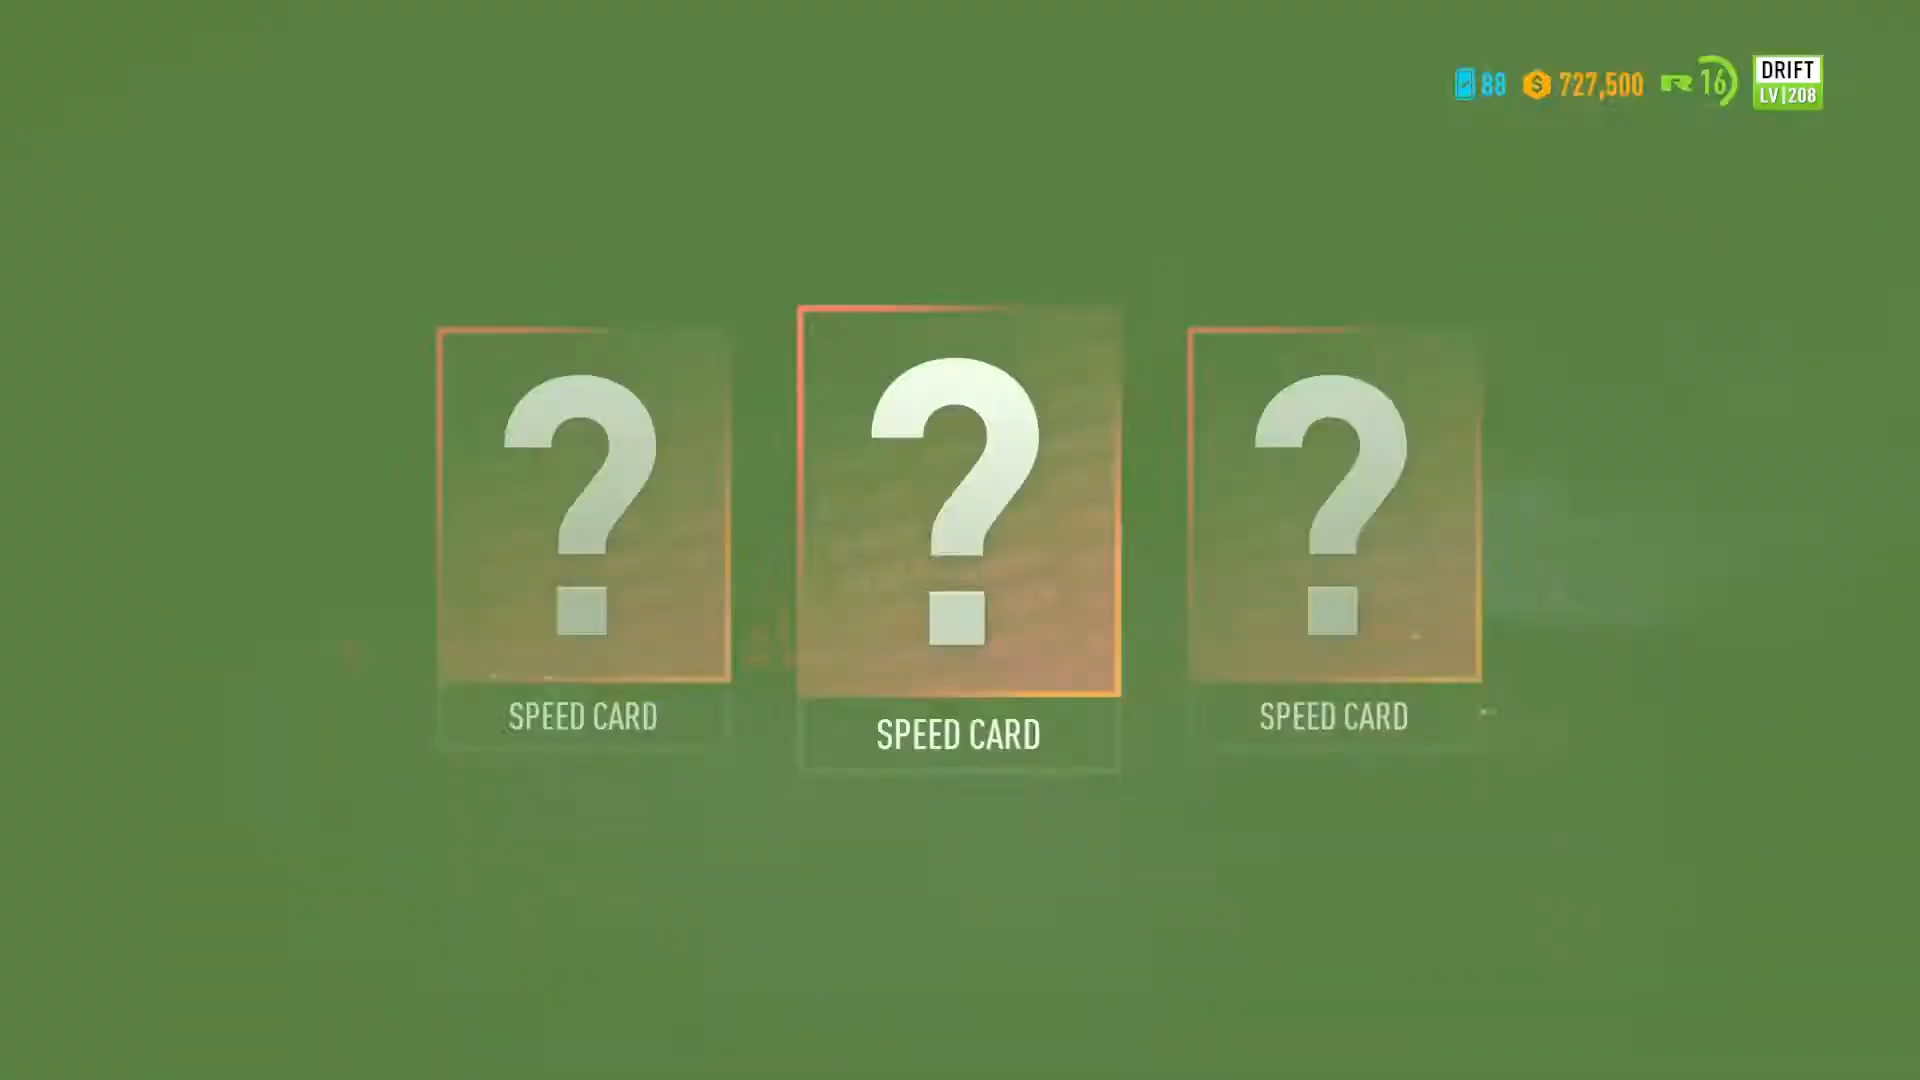 88 727,500 R 16 DRIFT
LV|208
?
?
?
SPEED CARD
SPEED CARD
SPEED CARD